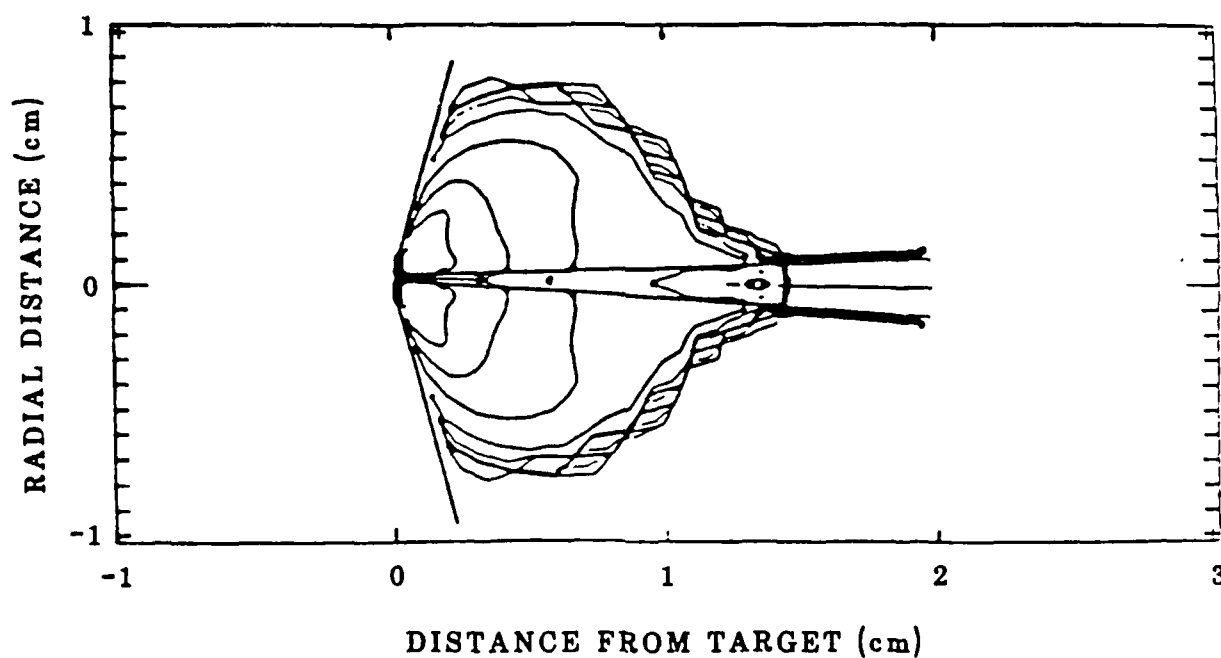 1
RADIAL DISTANCE (cm)
0
-1
-1 0 1 2 3
DISTANCE FROM TARGET (cm)